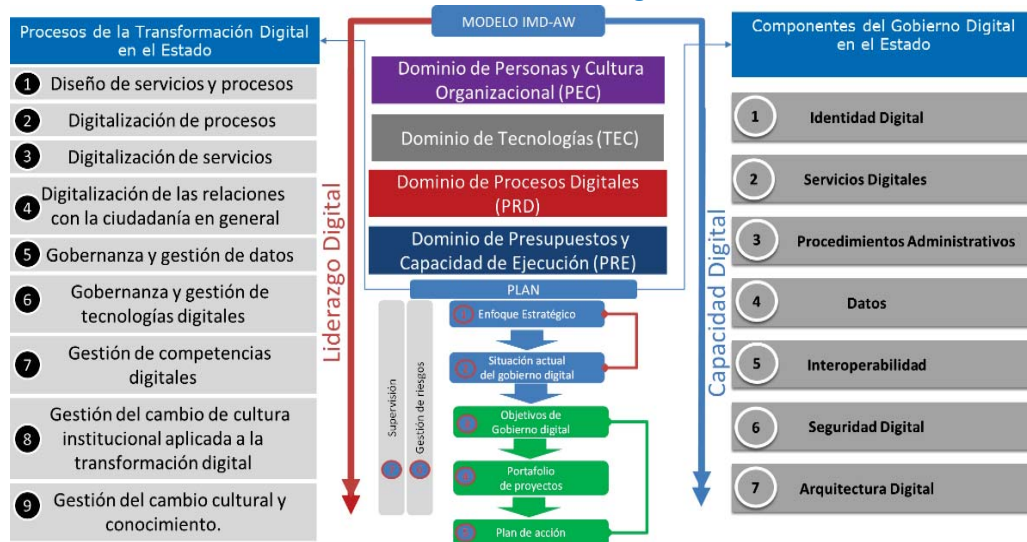 Procesos de la Transformación Digital
en el Estado
1 Diseño de servicios y procesos
2 Digitalización de procesos
3 Digitalización de servicios
4 Digitalización de las relaciones
con la ciudadanía en general
5 Gobernanza y gestión de datos
6 Gobernanza y gestión de
tecnologías digitales
7 Gestión de competencias
digitales
8 Gestión del cambio de cultura
institucional aplicada a la
transformación digital
9 Gestión del cambio cultural y
conocimiento.
MODELO IMD-AW
Liderazgo Digital
Dominio de Personas y Cultura
Organizacional (PEC)
Dominio de Tecnologías (TEC)
Dominio de Procesos Digitales
(PRD)
Dominio de Presupuestos y
Capacidad de Ejecución (PRE)
PLAN
Supervisión
Gestión de riesgos
Enfoque Estratégico
Situación actual
del gobierno digital
Objetivos de
Gobierno digital
Portafolio
de proyectos
Plan de acción
Capacidad Digital
Componentes del Gobierno Digital
en el Estado
1 Identidad Digital
2 Servicios Digitales
3 Procedimientos Administrativos
4 Datos
5 Interoperabilidad
6 Seguridad Digital
7 Arquitectura Digital